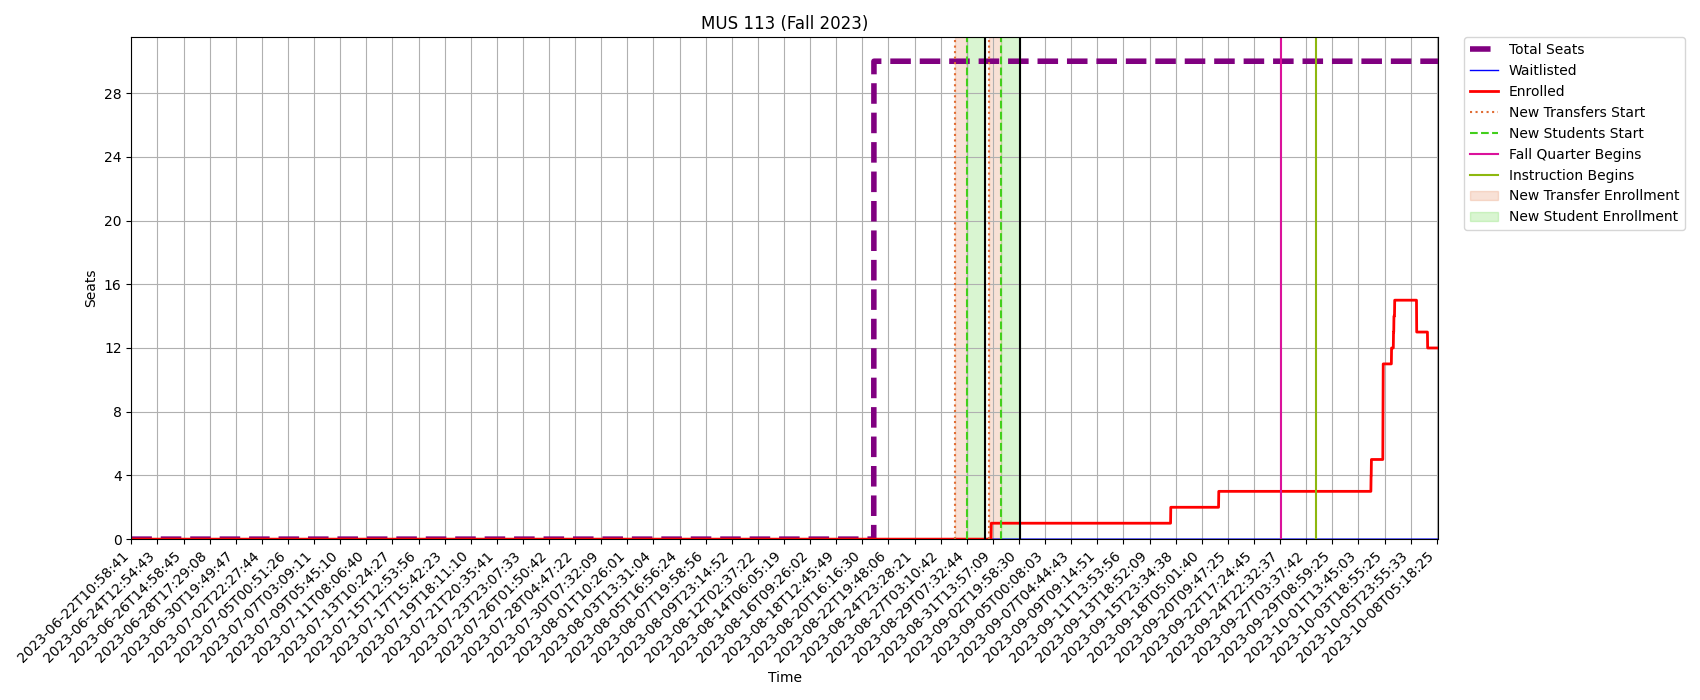 MUS 113 (Fall 2023)
Seats
28
24
20
16
12
8
4
0
2023-06-22T10:58:41
2023-06-24T12:54:43
2023-06-26T14:58:45
2023-06-28T17:29:08
2023-06-30T19:49:47
2023-07-02T22:27:44
2023-07-05T00:51:26
2023-07-07T03:09:11
2023-07-09T05:45:10
2023-07-11T08:06:40
2023-07-13T10:24:27
2023-07-15T12:53:56
2023-07-17T15:42:23
2023-07-19T18:11:10
2023-07-21T20:35:41
2023-07-23T23:07:33
2023-07-26T01:50:42
2023-07-28T04:47:22
2023-07-30T07:32:09
2023-08-01T10:26:01
2023-08-03T13:31:04
2023-08-05T16:56:24
2023-08-07T19:58:56
2023-08-09T23:14:52
2023-08-12T02:37:22
2023-08-14T06:05:19
2023-08-16T09:26:02
2023-08-18T12:45:49
2023-08-20T16:16:30
2023-08-22T19:48:06
2023-08-24T23:28:21
2023-08-27T03:10:42
2023-08-29T07:32:44
2023-08-31T13:57:09
2023-09-02T19:58:30
2023-09-05T00:08:03
2023-09-07T04:44:43
2023-09-09T09:14:51
2023-09-11T13:53:56
2023-09-13T18:52:09
2023-09-15T23:34:38
2023-09-18T05:01:40
2023-09-20T09:47:25
2023-09-22T17:24:45
2023-09-24T22:32:37
2023-09-27T03:37:42
2023-09-29T08:59:25
2023-10-01T13:45:03
2023-10-03T18:55:25
2023-10-05T23:55:33
2023-10-08T05:18:25
Time
Total Seats
Waitlisted
Enrolled
New Transfers Start
New Students Start
Fall Quarter Begins
Instruction Begins
New Transfer Enrollment
New Student Enrollment